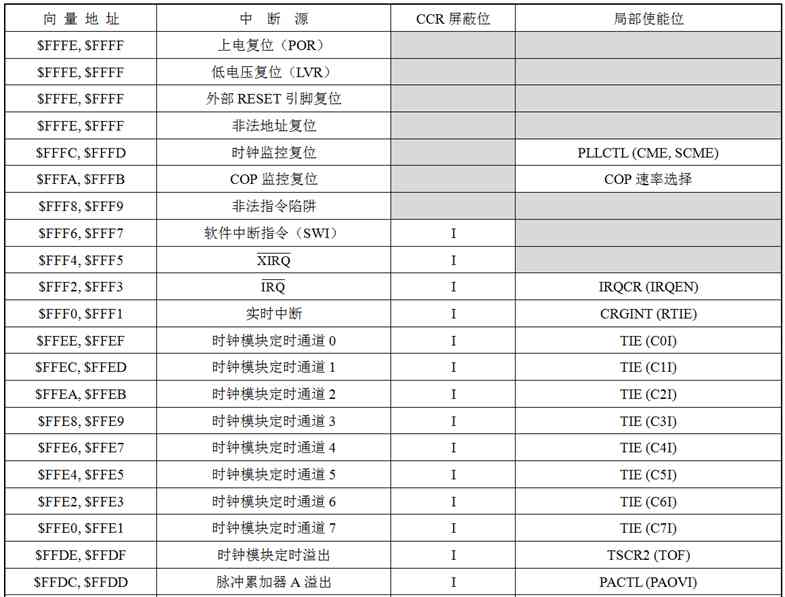 向量地址 中断源 CCR 屏蔽位 局部使能位
$FFFE, $FFFF 上电复位（POR）
$FFFE, $FFFF 低电压复位（LVR）
$FFFE, $FFFF 外部 RESET 引脚复位
$FFFE, $FFFF 非法地址复位
$FFFC, $FFFD 时钟监控复位 PLLCTL (CME, SCME)
$FFFA, $FFFB COP 监控复位 COP 速率选择
$FFF8, $FFF9 非法指令陷阱
$FFF6, $FFF7 软件中断指令（SWI） I
$FFF4, $FFF5 XIRQ I
$FFF2, $FFF3 IRQ I IRQCR (IRQEN)
$FFF0, $FFF1 实时中断 I CRGINT (RTIE)
$FFEE, $FFEF 时钟模块定时通道 0 I TIE (C0I)
$FFEC, $FFED 时钟模块定时通道 1 I TIE (C1I)
$FFEA, $FFEB 时钟模块定时通道 2 I TIE (C2I)
$FFE8, $FFE9 时钟模块定时通道 3 I TIE (C3I)
$FFE6, $FFE7 时钟模块定时通道 4 I TIE (C4I)
$FFE4, $FFE5 时钟模块定时通道 5 I TIE (C5I)
$FFE2, $FFE3 时钟模块定时通道 6 I TIE (C6I)
$FFE0, $FFE1 时钟模块定时通道 7 I TIE (C7I)
$FFDE, $FFDF 时钟模块定时溢出 I TSCR2 (TOF)
$FFDC, $FFDD 脉冲累加器 A 溢出 I PACTL (PAOVI)